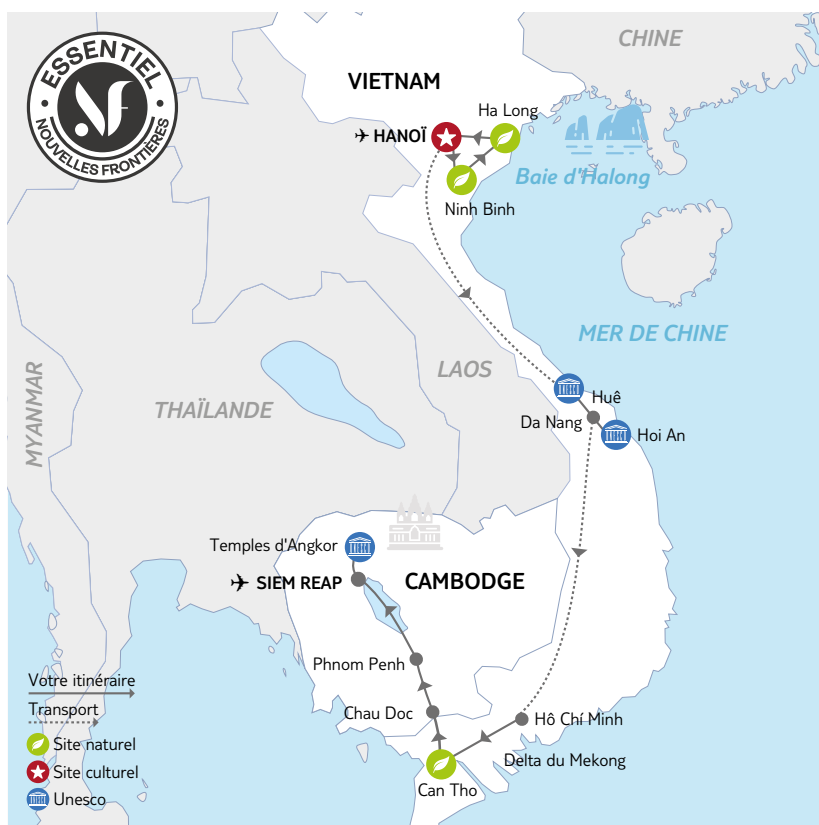 ESSENTIEL
NF
NOUVELLES FRONTIÈRES
CHINE
VIETNAM
Ha Long
HANOÏ
Baie d'Halong
Ninh Binh
MER DE CHINE
LAOS
MYANMAR
THAÏLANDE
Huê
Da Nang
Hoi An
Temples d'Angkor
SIEM REAP
CAMBODGE
Phnom Penh
Chau Doc
Hô Chí Minh
Delta du Mekong
Can Tho
Votre itinéraire
Transport
Site naturel
Site culturel
Unesco